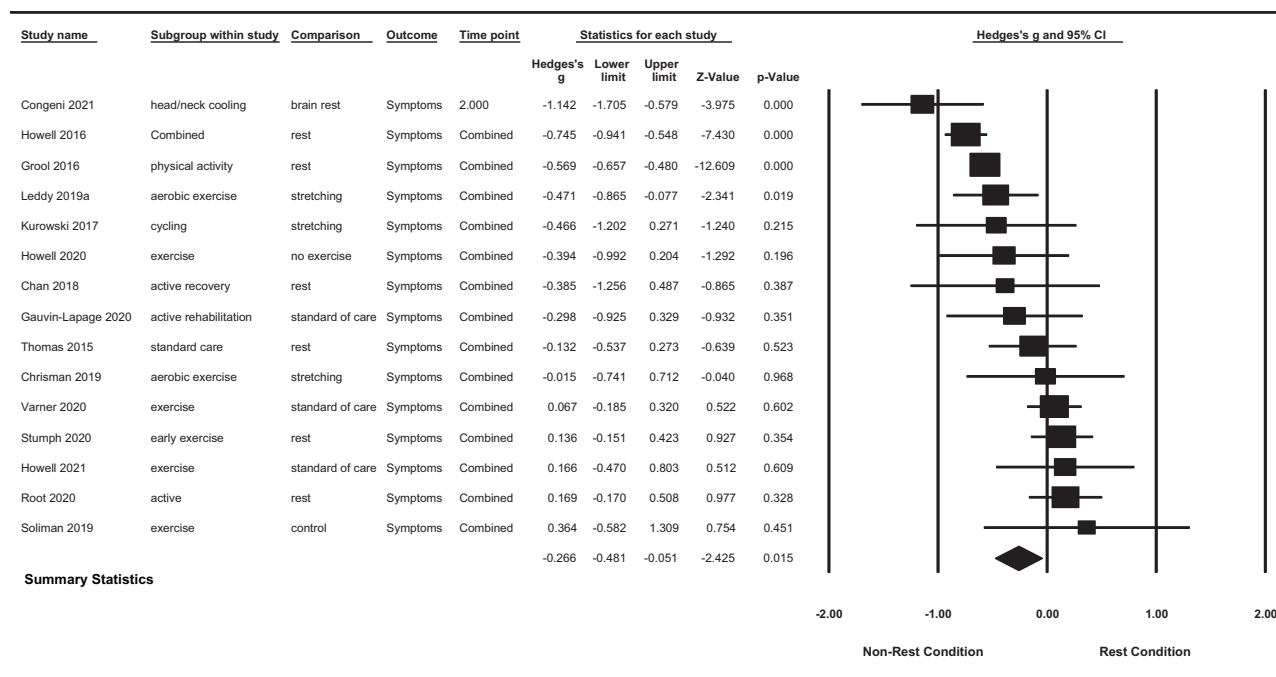 Study name Subgroup within study Comparison Outcome Time point Statistics for each study Hedges's g and 95% CI
Hedges's Lower Upper
g limit limit Z-Value p-Value
Congeni 2021 head/neck cooling brain rest Symptoms 2.000 -1.142 -1.705 -0.579 -3.975 0.000
Howell 2016 Combined rest Symptoms Combined -0.745 -0.941 -0.548 -7.430 0.000
Grool 2016 physical activity rest Symptoms Combined -0.569 -0.657 -0.480 -12.609 0.000
Leddy 2019a aerobic exercise stretching Symptoms Combined -0.471 -0.865 -0.077 -2.341 0.019
Kurowski 2017 cycling stretching Symptoms Combined -0.466 -1.202 0.271 -1.240 0.215
Howell 2020 exercise no exercise Symptoms Combined -0.394 -0.992 0.204 -1.292 0.196
Chan 2018 active recovery rest Symptoms Combined -0.385 -1.256 0.487 -0.865 0.387
Gauvin-Lapage 2020 active rehabilitation standard of care Symptoms Combined -0.298 -0.925 0.329 -0.932 0.351
Thomas 2015 standard care rest Symptoms Combined -0.132 -0.537 0.273 -0.639 0.523
Chrisman 2019 aerobic exercise stretching Symptoms Combined -0.015 -0.741 0.712 -0.040 0.968
Varner 2020 exercise standard of care Symptoms Combined 0.067 -0.185 0.320 0.522 0.602
Stumph 2020 early exercise rest Symptoms Combined 0.136 -0.151 0.423 0.927 0.354
Howell 2021 exercise standard of care Symptoms Combined 0.166 -0.470 0.803 0.512 0.609
Root 2020 active rest Symptoms Combined 0.169 -0.170 0.508 0.977 0.328
Soliman 2019 exercise control Symptoms Combined 0.364 -0.582 1.309 0.754 0.451
-0.266 -0.481 -0.051 -2.425 0.015
Summary Statistics
-2.00 -1.00 0.00 1.00 2.00
Non-Rest Condition Rest Condition